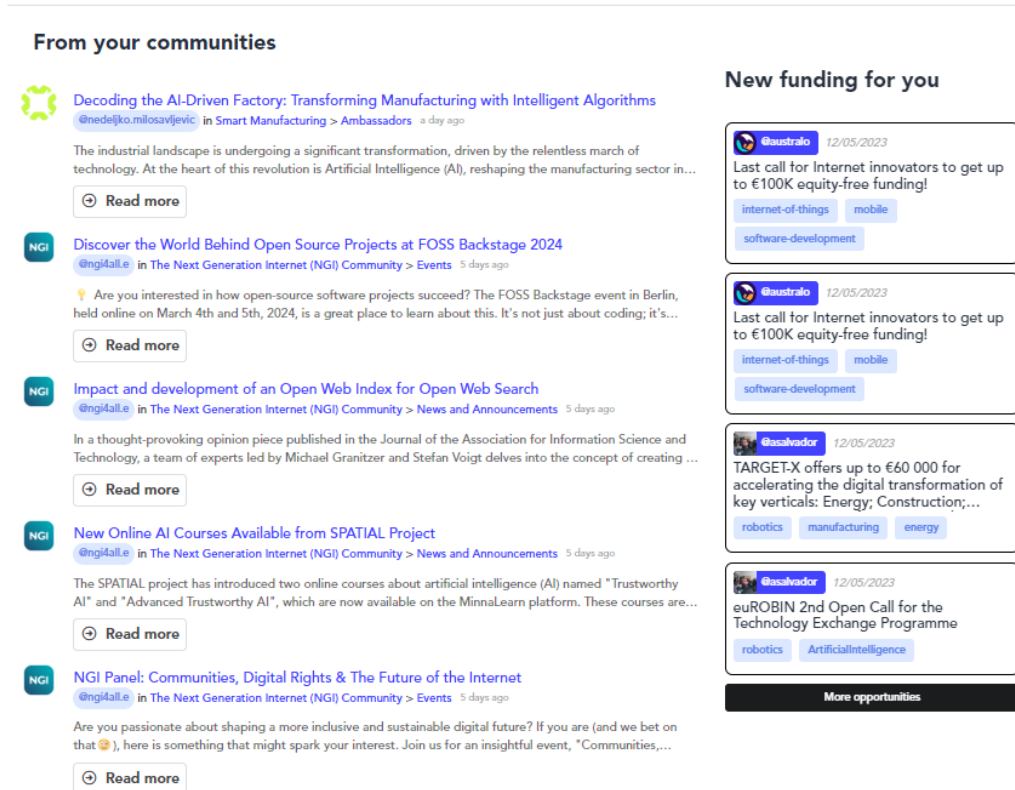 From your communities
Decoding the AI-Driven Factory: Transforming Manufacturing with Intelligent Algorithms
@nedeljko.milosavljevic in Smart Manufacturing > Ambassadors a day ago
The industrial landscape is undergoing a significant transformation, driven by the relentless march of
technology. At the heart of this revolution is Artificial Intelligence (AI), reshaping the manufacturing sector in...
Read more
NGI
Discover the World Behind Open Source Projects at FOSS Backstage 2024
@ngi4all.e in The Next Generation Internet (NGI) Community > Events 5 days ago
💡 Are you interested in how open-source software projects succeed? The FOSS Backstage event in Berlin,
held online on March 4th and 5th, 2024, is a great place to learn about this. It's not just about coding; it's...
Read more
NGI
Impact and development of an Open Web Index for Open Web Search
@ngi4all.e in The Next Generation Internet (NGI) Community > News and Announcements 5 days ago
In a thought-provoking opinion piece published in the Journal of the Association for Information Science and
Technology, a team of experts led by Michael Granitzer and Stefan Voigt delves into the concept of creating ...
Read more
NGI
New Online AI Courses Available from SPATIAL Project
@ngi4all.e in The Next Generation Internet (NGI) Community > News and Announcements 5 days ago
The SPATIAL project has introduced two online courses about artificial intelligence (AI) named "Trustworthy
AI" and "Advanced Trustworthy AI", which are now available on the MinnaLearn platform. These courses are...
Read more
NGI
NGI Panel: Communities, Digital Rights & The Future of the Internet
@ngi4all.e in The Next Generation Internet (NGI) Community > Events 5 days ago
Are you passionate about shaping a more inclusive and sustainable digital future? If you are (and we bet on
that 😉), here is something that might spark your interest. Join us for an insightful event, "Communities,...
Read more
New funding for you
@australo 12/05/2023
Last call for Internet innovators to get up
to €100K equity-free funding!
internet-of-things mobile
software-development
@australo 12/05/2023
Last call for Internet innovators to get up
to €100K equity-free funding!
internet-of-things mobile
software-development
@asalvador 12/05/2023
TARGET-X offers up to €60 000 for
accelerating the digital transformation of
key verticals: Energy; Construction;...
robotics manufacturing energy
@asalvador 12/05/2023
euROBIN 2nd Open Call for the
Technology Exchange Programme
robotics ArtificialIntelligence
More opportunities